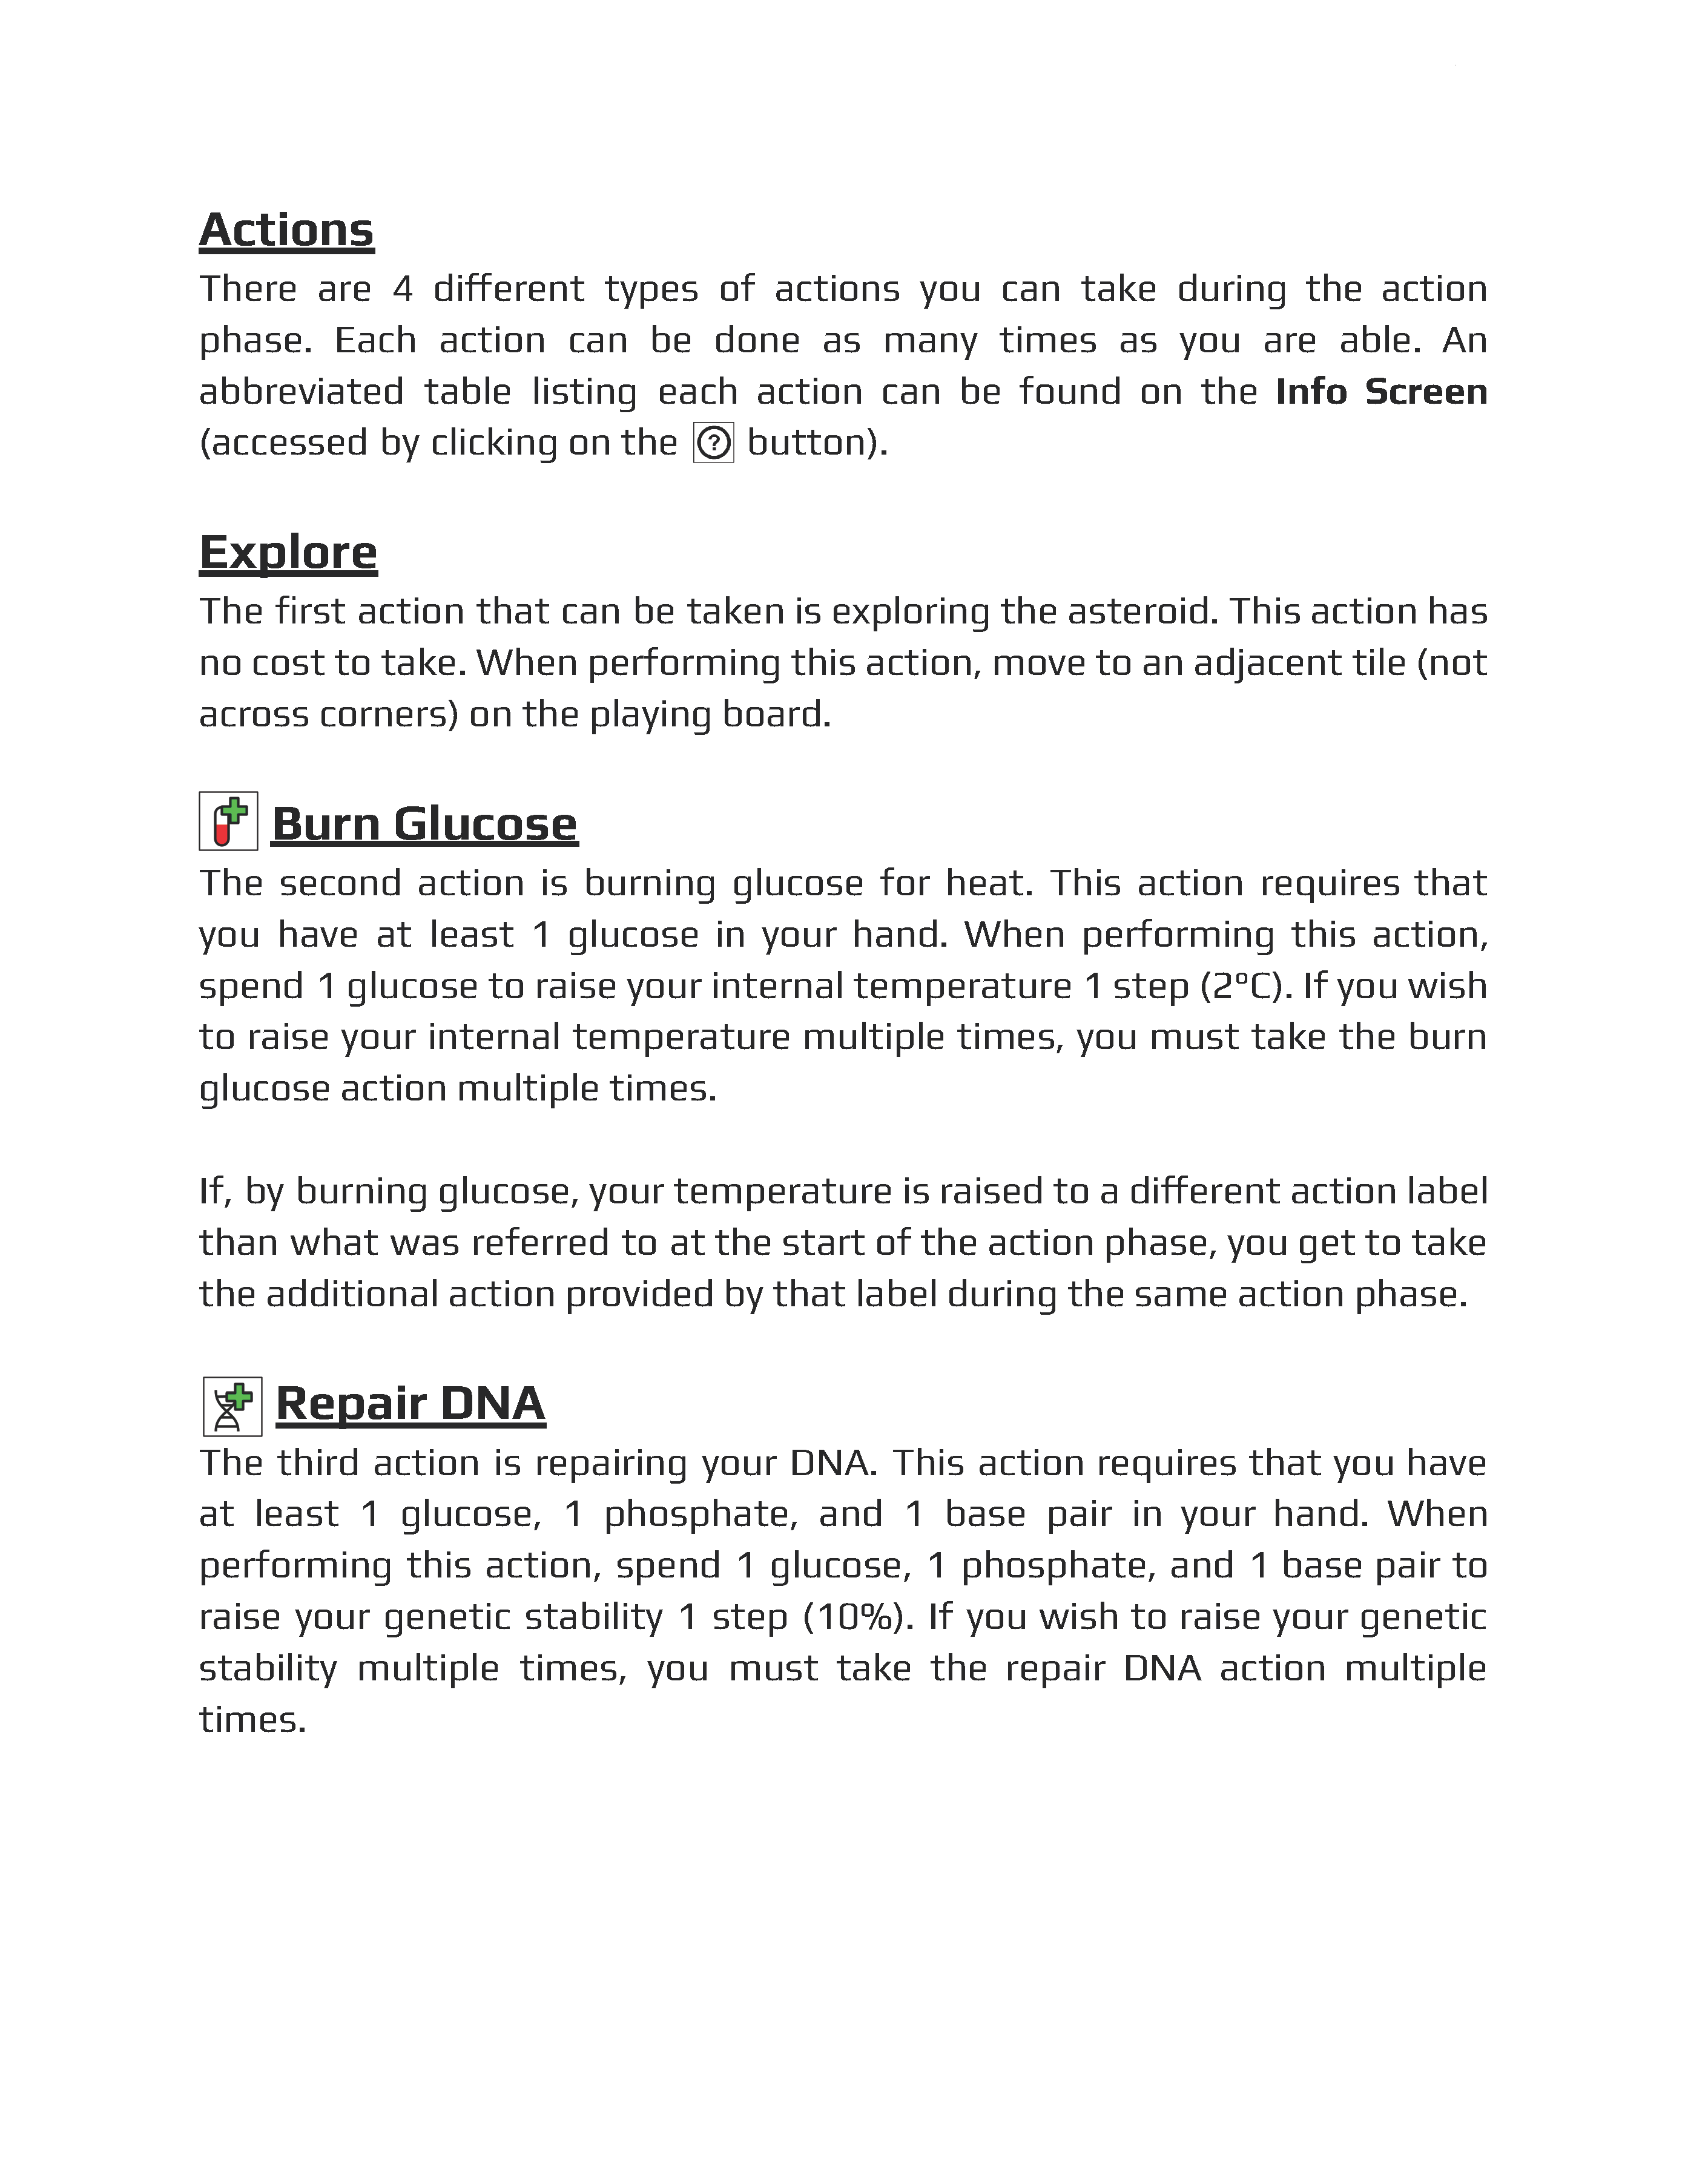 Actions
There are 4 different types of actions you can take during the action
phase. Each action can be done as many times as you are able. An
abbreviated table listing each action can be found on the Info Screen
(accessed by clicking on the ? button).
Explore
The first action that can be taken is exploring the asteroid. This action has
no cost to take. When performing this action, move to an adjacent tile (not
across corners) on the playing board.
Burn Glucose
The second action is burning glucose for heat. This action requires that
you have at least 1 glucose in your hand. When performing this action,
spend 1 glucose to raise your internal temperature 1 step (2ºC). If you wish
to raise your internal temperature multiple times, you must take the burn
glucose action multiple times.
If, by burning glucose, your temperature is raised to a different action label
than what was referred to at the start of the action phase, you get to take
the additional action provided by that label during the same action phase.
Repair DNA
The third action is repairing your DNA. This action requires that you have
at least 1 glucose, 1 phosphate, and 1 base pair in your hand. When
performing this action, spend 1 glucose, 1 phosphate, and 1 base pair to
raise your genetic stability 1 step (10%). If you wish to raise your genetic
stability multiple times, you must take the repair DNA action multiple
times.